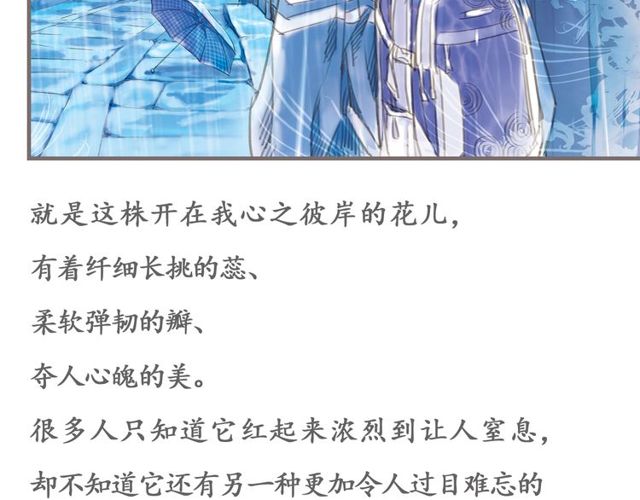 就是这株开在我心之彼岸的花儿，
有着纤细长挑的蕊、
柔软弹韧的瓣、
夺人心魄的美。
很多人只知道它红起来浓烈到让人窒息，
却不知道它还有另一种更加令人过目难忘的